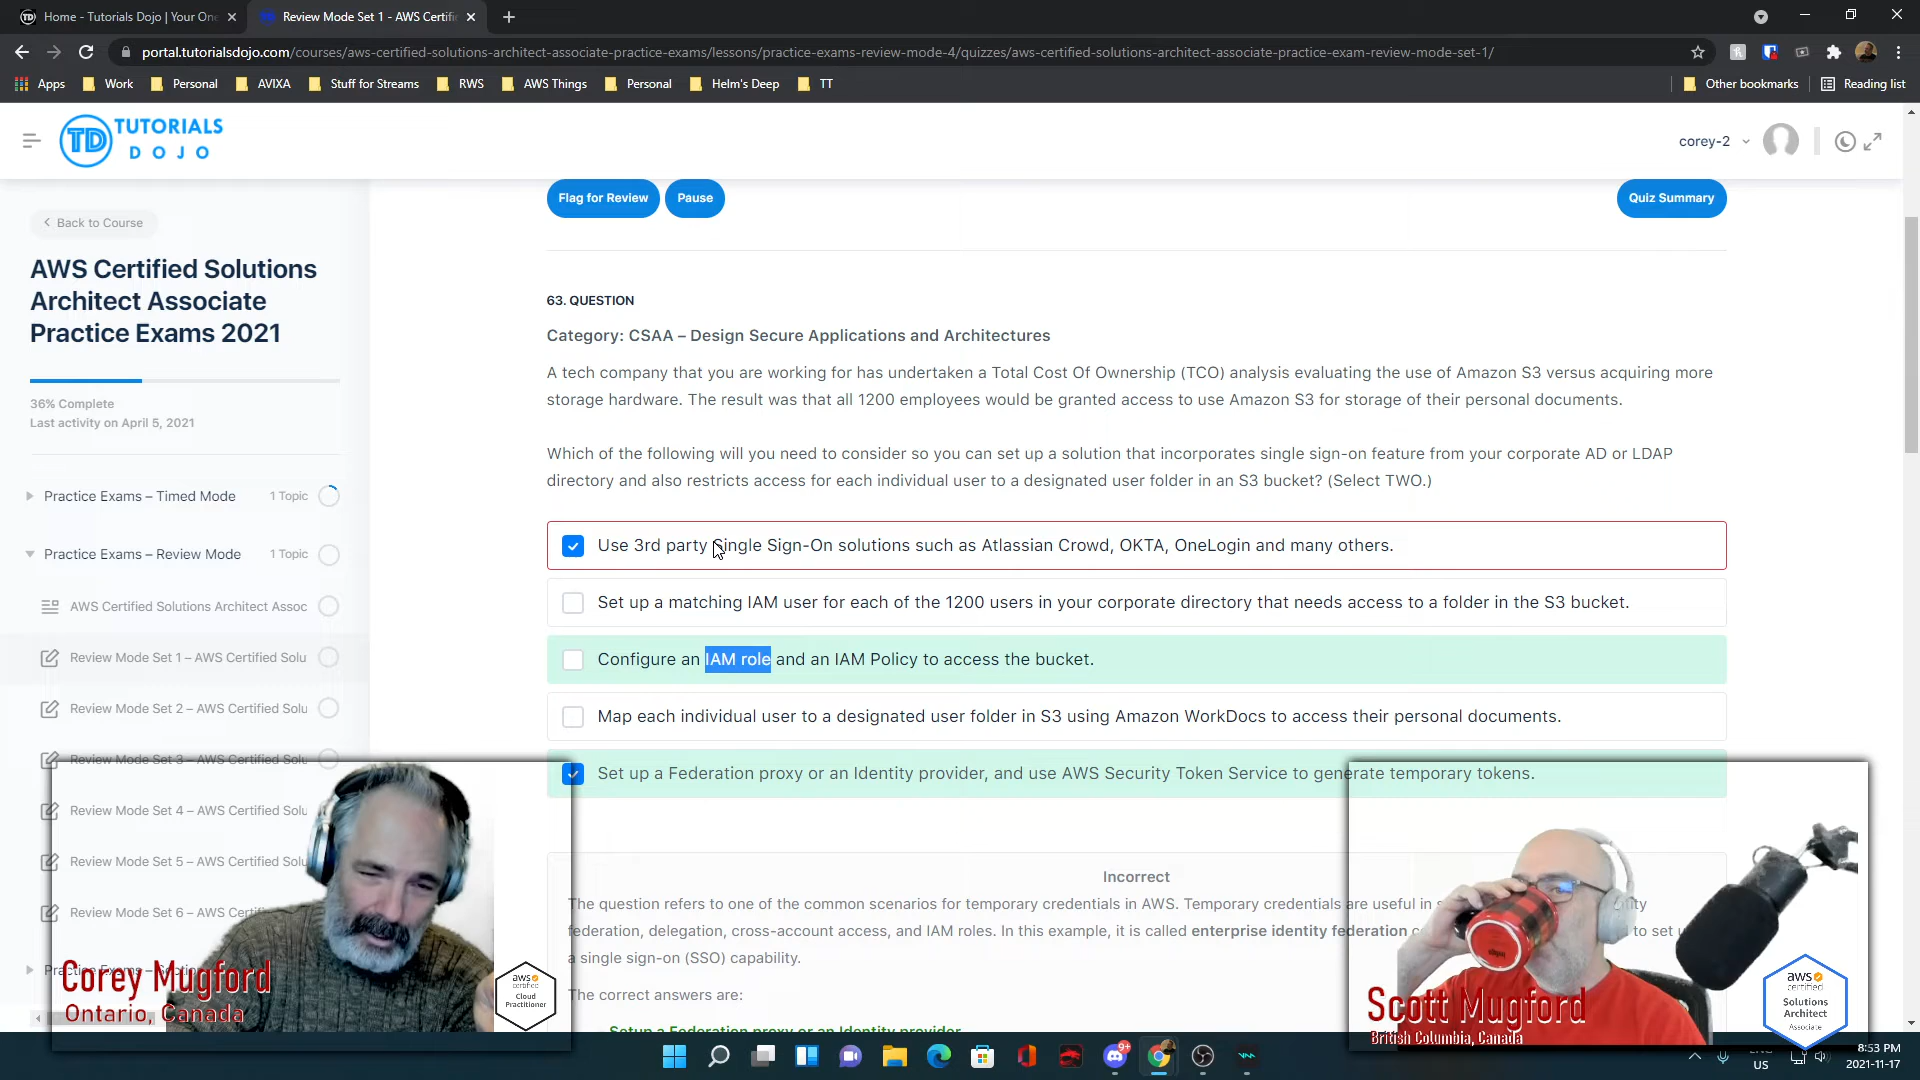 Home - Tutorials Dojo | Your One
Review Mode Set 1 - AWS Certifi
portal.tutorialsdojo.com/courses/aws-certified-solutions-architect-associate-practice-exams/lessons/practice-exams-review-mode-4/quizzes/aws-certified-solutions-architect-associate-practice-exam-review-mode-set-1/
Apps
Work
Personal
AVIXA
Stuff for Streams
RWS
AWS Things
Personal
Helm's Deep
TT
Other bookmarks
Reading list
TD TUTORIALS DOJO
corey-2
Back to Course
AWS Certified Solutions
Architect Associate
Practice Exams 2021
36% Complete
Last activity on April 5, 2021
Practice Exams – Timed Mode 1 Topic
Practice Exams – Review Mode 1 Topic
AWS Certified Solutions Architect Assoc
Review Mode Set 1 – AWS Certified Solu
Review Mode Set 2 – AWS Certified Solu
Review Mode Set 3 – AWS Certified Solu
Review Mode Set 4 – AWS Certified Solu
Review Mode Set 5 – AWS Certified Solu
Review Mode Set 6 – AWS Certi
Flag for Review
Pause
Quiz Summary
63. QUESTION
Category: CSAA – Design Secure Applications and Architectures
A tech company that you are working for has undertaken a Total Cost Of Ownership (TCO) analysis evaluating the use of Amazon S3 versus acquiring more
storage hardware. The result was that all 1200 employees would be granted access to use Amazon S3 for storage of their personal documents.
Which of the following will you need to consider so you can set up a solution that incorporates single sign-on feature from your corporate AD or LDAP
directory and also restricts access for each individual user to a designated user folder in an S3 bucket? (Select TWO.)
Use 3rd party Single Sign-On solutions such as Atlassian Crowd, OKTA, OneLogin and many others.
Set up a matching IAM user for each of the 1200 users in your corporate directory that needs access to a folder in the S3 bucket.
Configure an IAM role and an IAM Policy to access the bucket.
Map each individual user to a designated user folder in S3 using Amazon WorkDocs to access their personal documents.
Set up a Federation proxy or an Identity provider, and use AWS Security Token Service to generate temporary tokens.
Incorrect
The question refers to one of the common scenarios for temporary credentials in AWS. Temporary credentials are useful in
federation, delegation, cross-account access, and IAM roles. In this example, it is called enterprise identity federation
to set u
a single sign-on (SSO) capability.
The correct answers are:
Setup a Federation proxy or an Identity provider
Corey Mugford
Ontario, Canada
aws
certified
Cloud
Practitioner
Scott Mugford
British Columbia, Canada
aws
certified
Solutions
Architect
Associate
9+
ENG
US
8:53 PM
2021-11-17